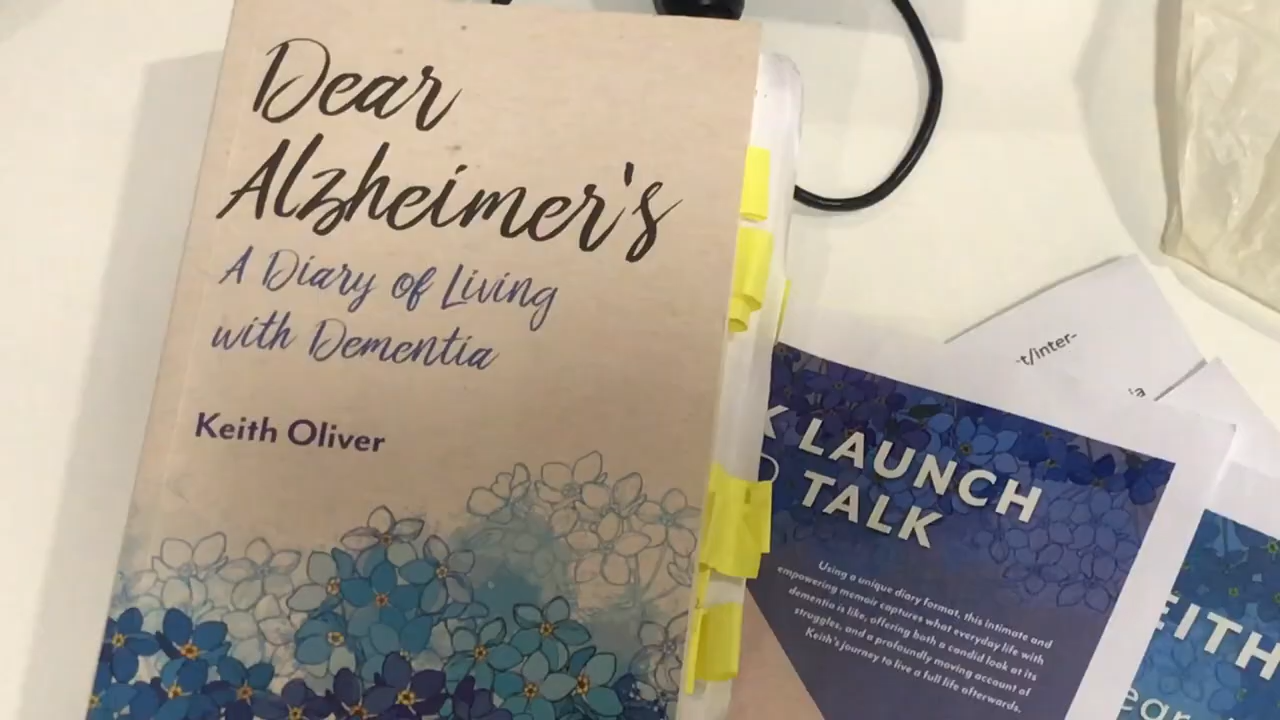 Dear
Alzheimer's
A Diary of Living
with Dementia
Keith Oliver
t/inter-
K LAUNCH
TALK
Using a unique diary format, this intimate and
empowering memoir captures what everyday life with
dementia is like, offering both a candid look at its
struggles, and a profoundly moving account of
Keith's journey to live a full life afterwards.
EITH
ear